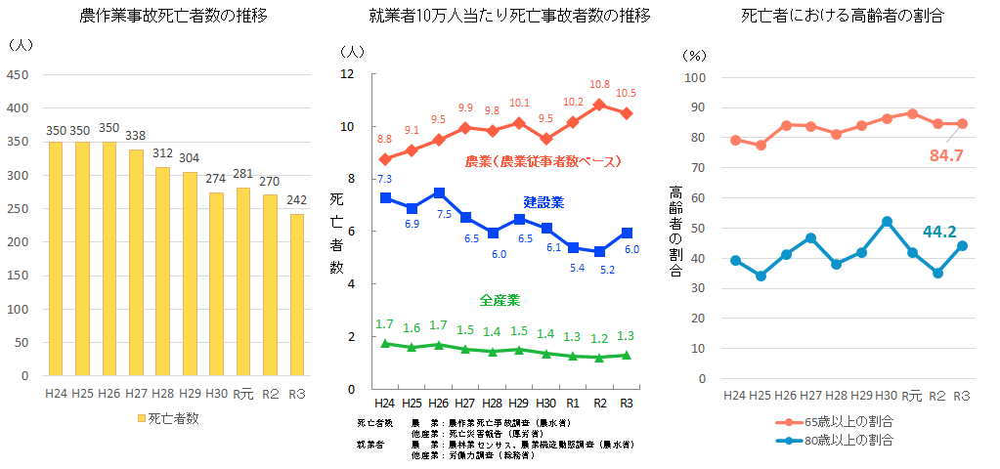 農作業事故死亡者数の推移
(人)
450
400
350
300
250
200
150
100
50
0
350 350 350 338 312 304 274 281 270 242
H24 H25 H26 H27 H28 H29 H30 R元 R2 R3
死亡者数
就業者10万人当たり死亡事故者数の推移
(人)
死亡者数
12
10
8
6
4
2
0
8.8 9.1 9.5 9.9 9.8 10.1 9.5 10.2 10.8 10.5
農業(農業従事者数ベース)
7.3 6.9 7.5 6.5 6.0 6.5 6.1 5.4 5.2 6.0
建設業
全産業
1.7 1.6 1.7 1.5 1.4 1.5 1.4 1.3 1.2 1.3
H24 H25 H26 H27 H28 H29 H30 R1 R2 R3
死亡者数 農 業:農作業死亡事故調査(農水省)
他産業:死亡災害報告(厚労省)
就業者 農 業:農林業センサス、農業構造動態調査(農水省)
他産業:労働力調査(総務省)
死亡者における高齢者の割合
(%)
高齢者の割合
100
90
80
70
60
50
40
30
20
10
0
84.7
44.2
H24 H25 H26 H27 H28 H29 H30 R元 R2 R3
65歳以上の割合
80歳以上の割合